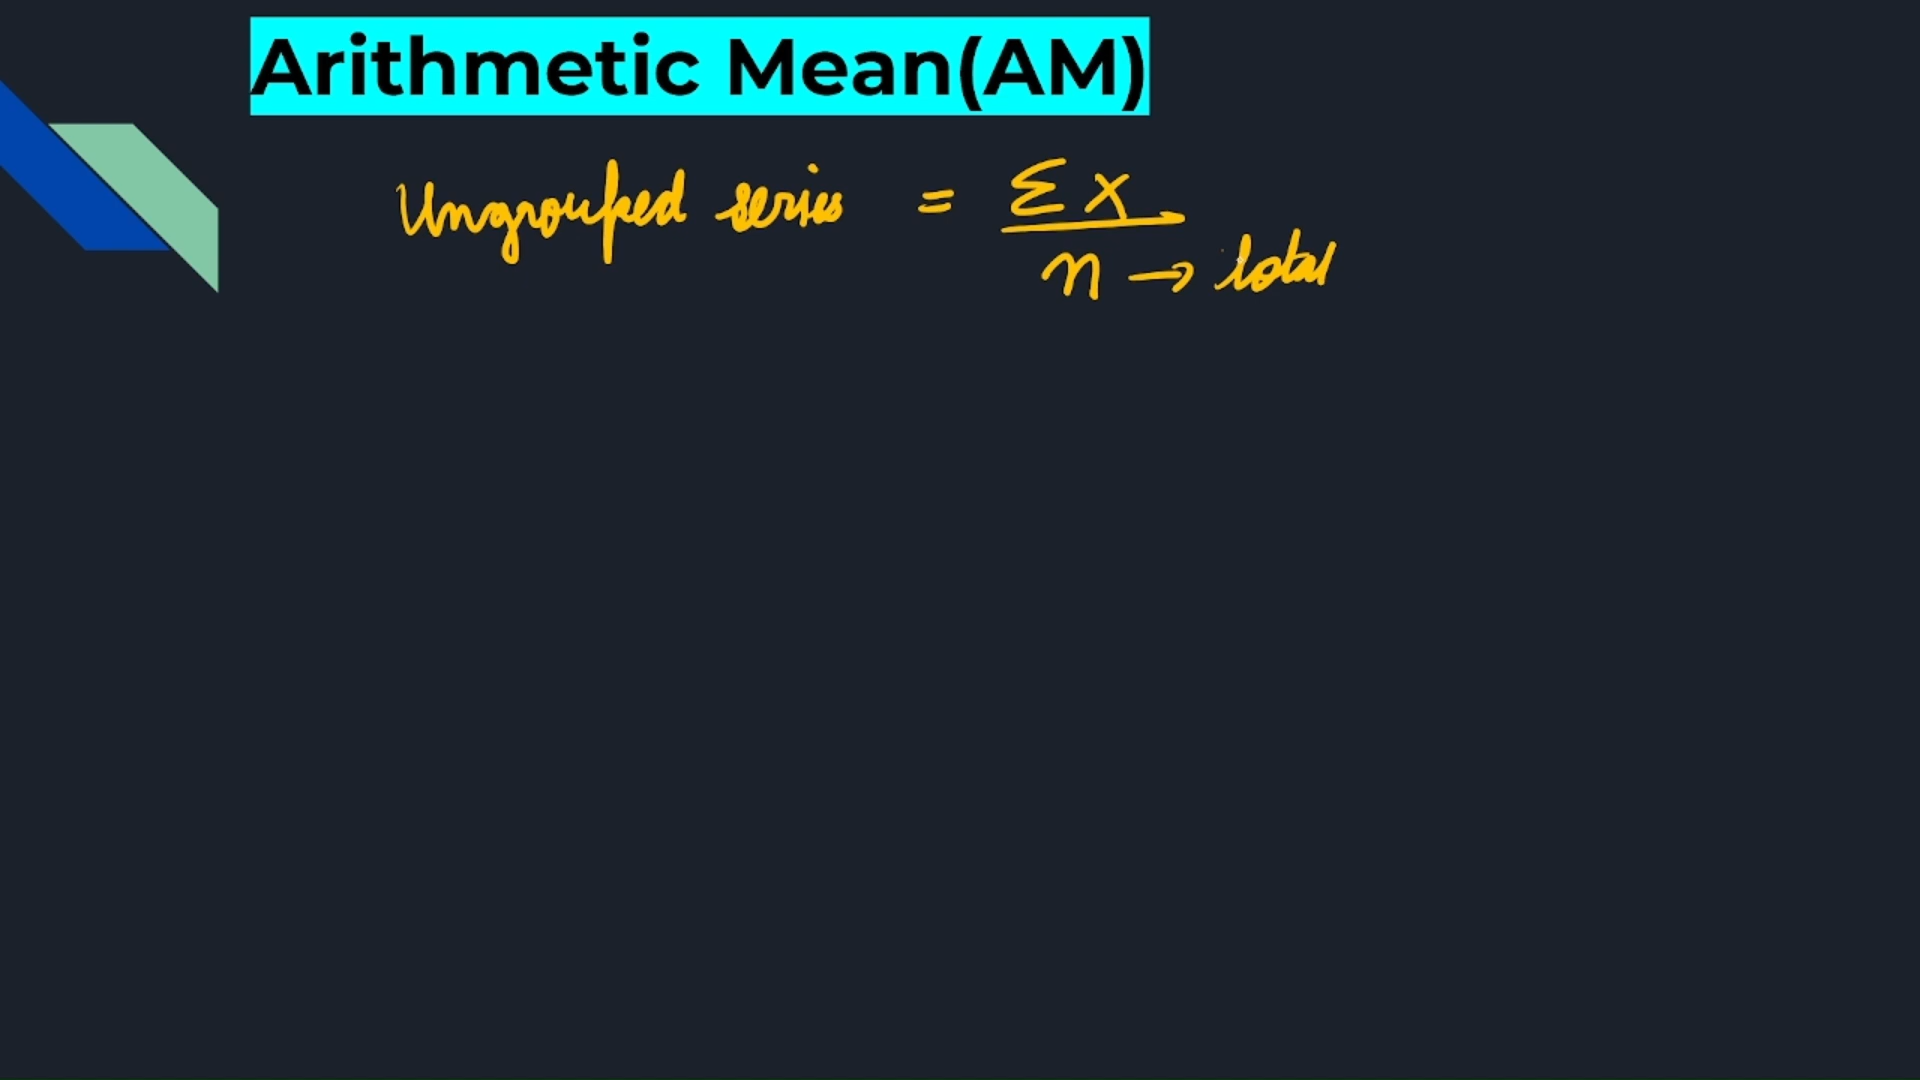 Arithmetic Mean(AM)
Ungrouped series = Σx
n → total